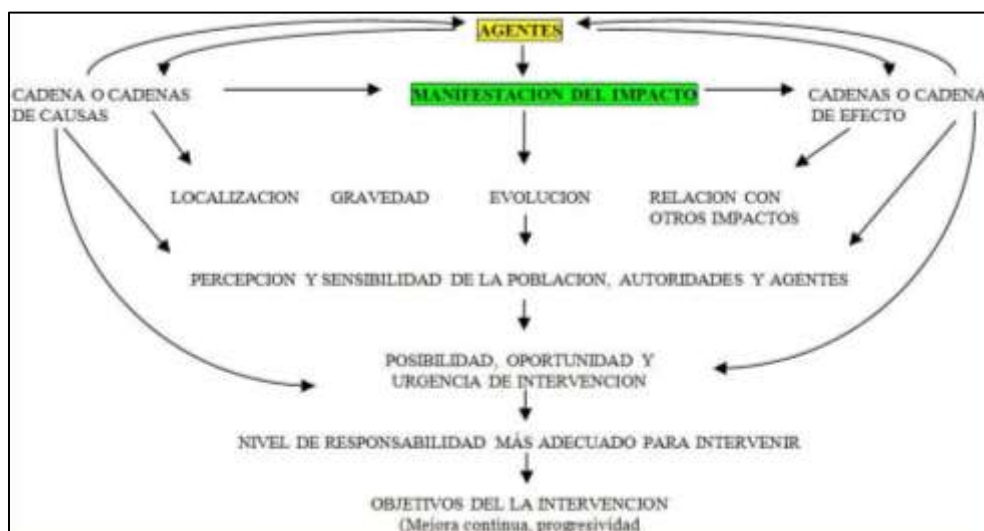 AGENTES
CADENA O CADENAS
DE CAUSAS
MANIFESTACION DEL IMPACTO
CADENAS O CADENA
DE EFECTO
LOCALIZACION
GRAVEDAD
EVOLUCION
RELACION CON
OTROS IMPACTOS
PERCEPCION Y SENSIBILIDAD DE LA POBLACION, AUTORIDADES Y AGENTES
POSIBILIDAD, OPORTUNIDAD Y
URGENCIA DE INTERVENCION
NIVEL DE RESPONSABILIDAD MÁS ADECUADO PARA INTERVENIR
OBJETIVOS DEL LA INTERVENCION
(Mejora continua, progresividad